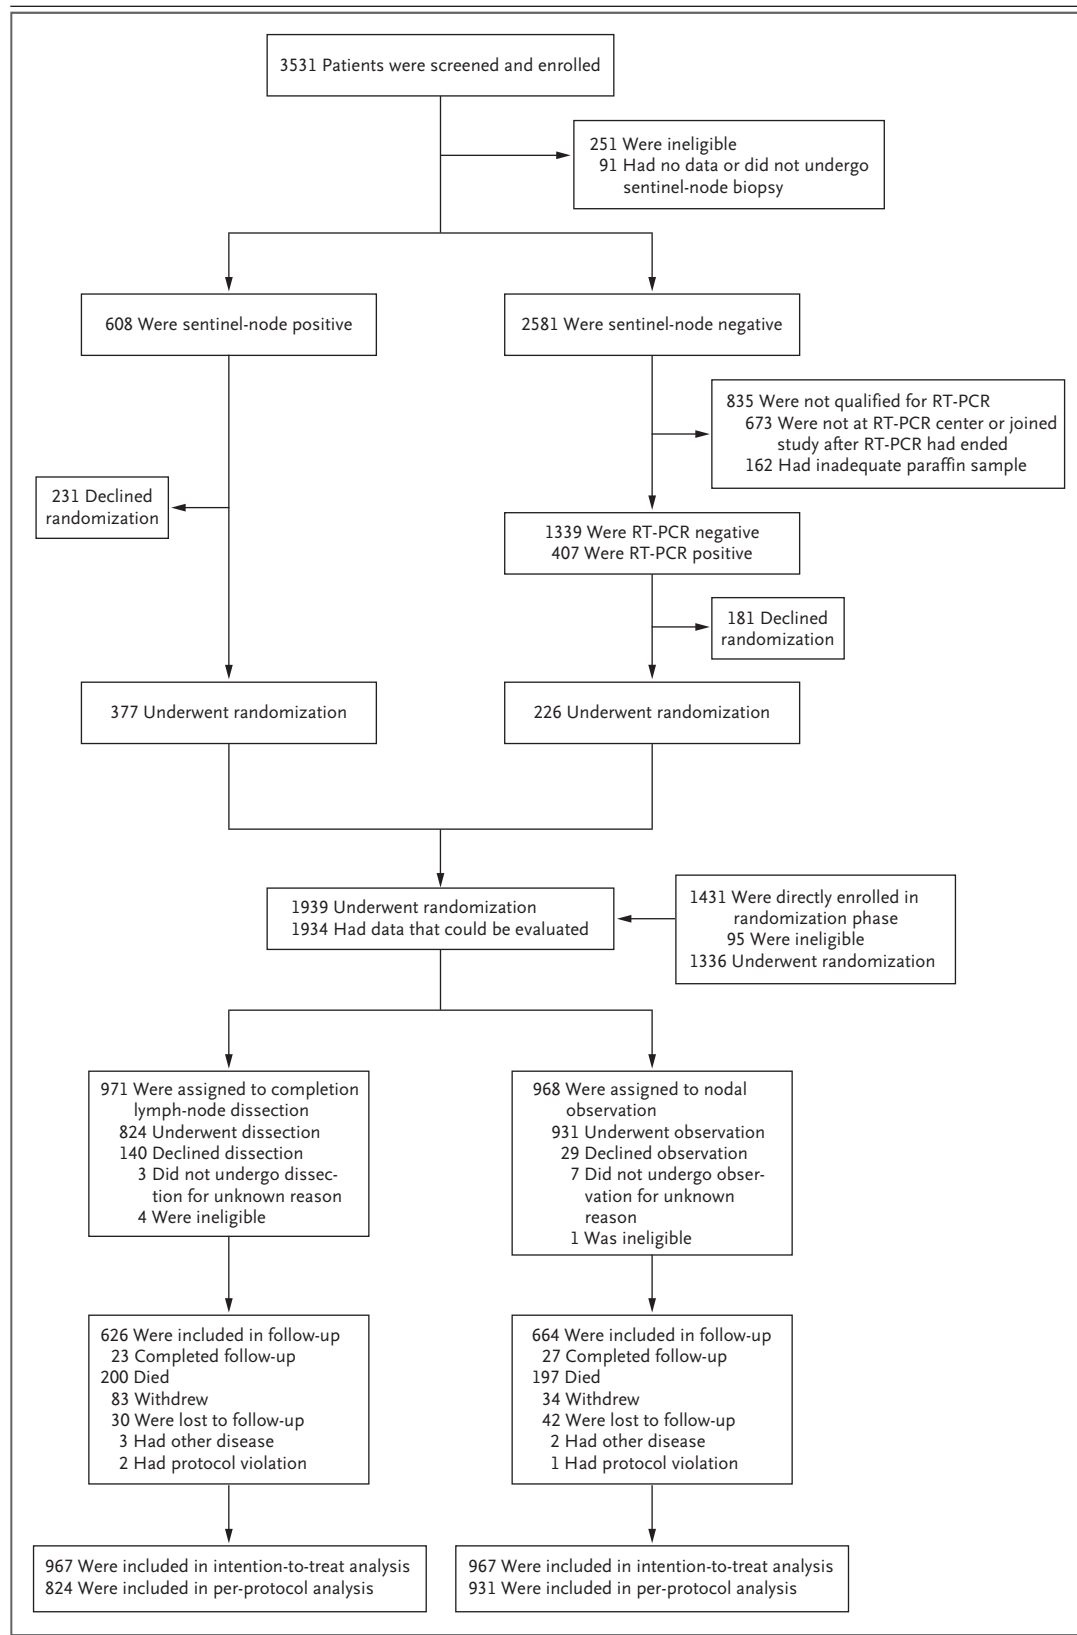 3531 Patients were screened and enrolled
251 Were ineligible
91 Had no data or did not undergo
sentinel-node biopsy
608 Were sentinel-node positive
2581 Were sentinel-node negative
835 Were not qualified for RT-PCR
673 Were not at RT-PCR center or joined
study after RT-PCR had ended
162 Had inadequate paraffin sample
231 Declined
randomization
1339 Were RT-PCR negative
407 Were RT-PCR positive
181 Declined
randomization
377 Underwent randomization
226 Underwent randomization
1939 Underwent randomization
1934 Had data that could be evaluated
1431 Were directly enrolled in
randomization phase
95 Were ineligible
1336 Underwent randomization
971 Were assigned to completion
lymph-node dissection
824 Underwent dissection
140 Declined dissection
3 Did not undergo dissec-
tion for unknown reason
4 Were ineligible
968 Were assigned to nodal
observation
931 Underwent observation
29 Declined observation
7 Did not undergo obser-
vation for unknown
reason
1 Was ineligible
626 Were included in follow-up
23 Completed follow-up
200 Died
83 Withdrew
30 Were lost to follow-up
3 Had other disease
2 Had protocol violation
664 Were included in follow-up
27 Completed follow-up
197 Died
34 Withdrew
42 Were lost to follow-up
2 Had other disease
1 Had protocol violation
967 Were included in intention-to-treat analysis
824 Were included in per-protocol analysis
967 Were included in intention-to-treat analysis
931 Were included in per-protocol analysis